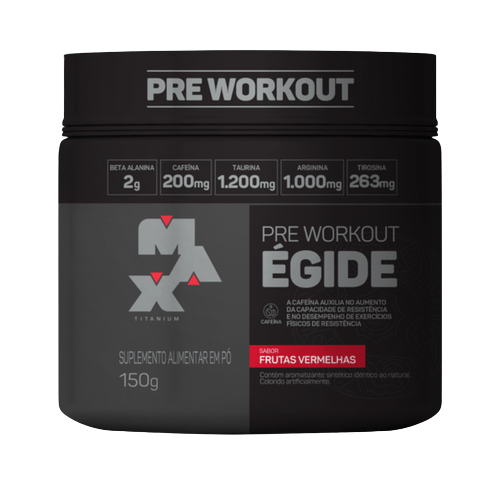 PRE WORKOUT
BETA ALANINA CAFEÍNA TAURINA ARGININA TIROSINA
2g 200mg 1.200mg 1.000mg 263mg
MAX
TITANIUM
PRE WORKOUT
ÉGIDE
CAFEÍNA
A CAFEÍNA AUXILIA NO AUMENTO
DA CAPACIDADE DE RESISTÊNCIA
E NO DESEMPENHO DE EXERCÍCIOS
FÍSICOS DE RESISTÊNCIA
SUPLEMENTO ALIMENTAR EM PÓ
150g
SABOR
FRUTAS VERMELHAS
Contém aromatizante sintético idêntico ao natural.
Colorido artificialmente.